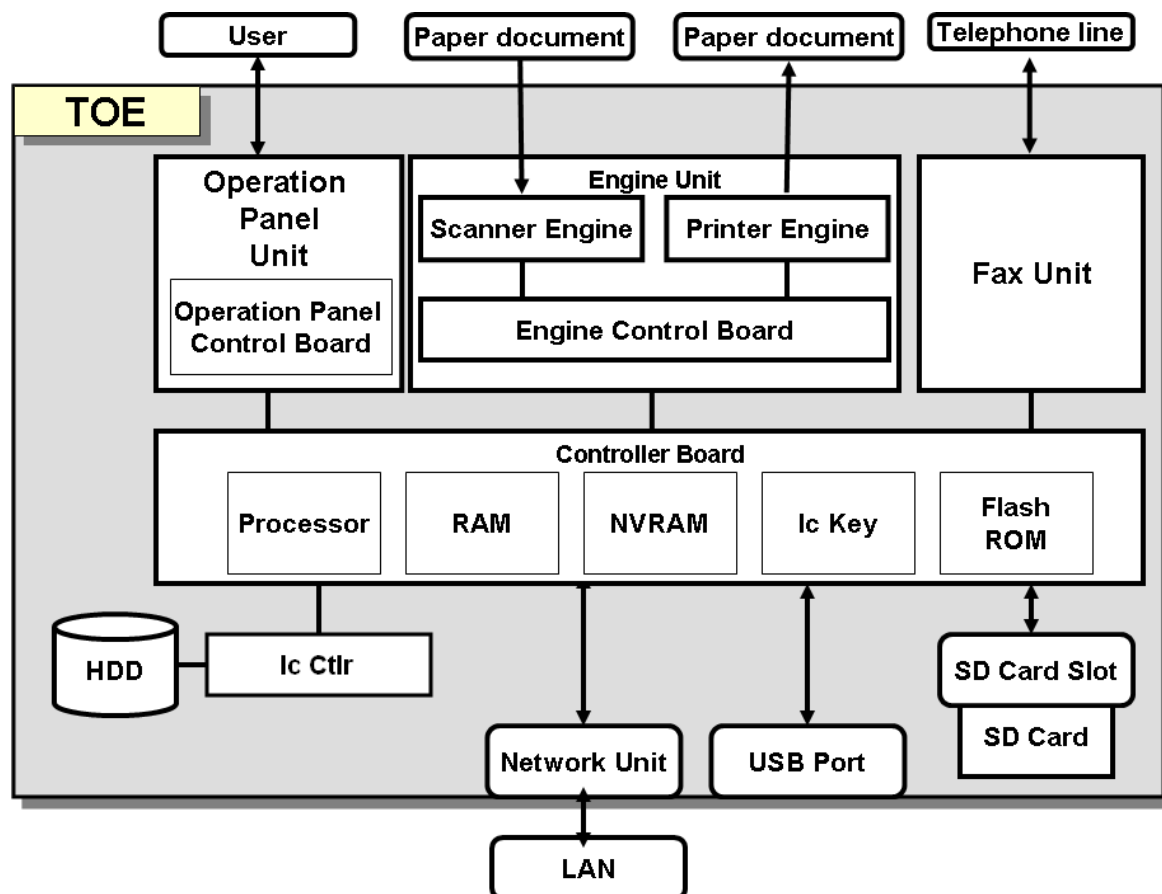 User
Paper document
Paper document
Telephone line
TOE
Operation
Panel
Unit
Operation Panel
Control Board
Engine Unit
Scanner Engine
Printer Engine
Engine Control Board
Fax Unit
Controller Board
Processor
RAM
NVRAM
Ic Key
Flash
ROM
HDD
Ic Ctlr
SD Card Slot
SD Card
Network Unit
USB Port
LAN